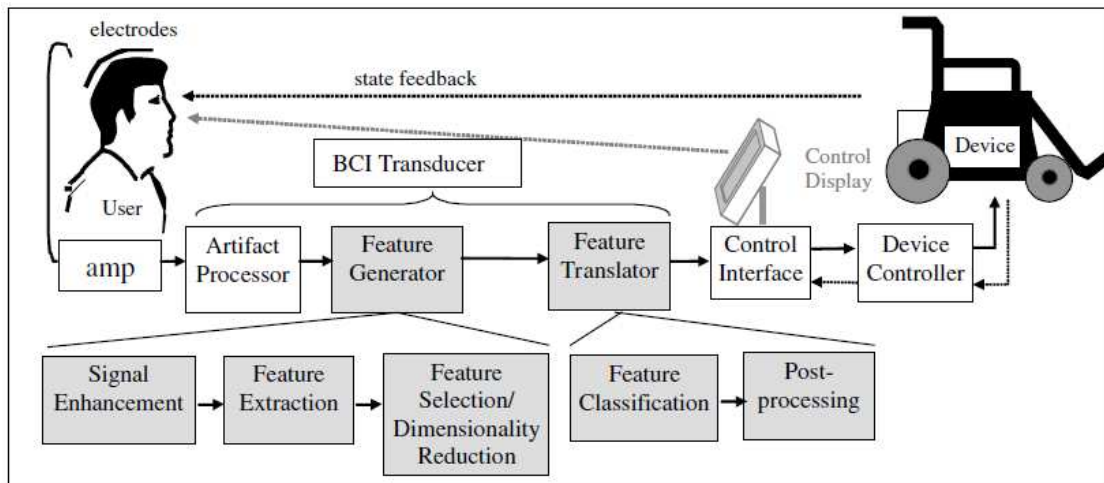 electrodes
state feedback
Device
Control
Display
BCI Transducer
User
amp
Artifact
Processor
Feature
Generator
Feature
Translator
Control
Interface
Device
Controller
Signal
Enhancement
Feature
Extraction
Feature
Selection/
Dimensionality
Reduction
Feature
Classification
Post-
processing